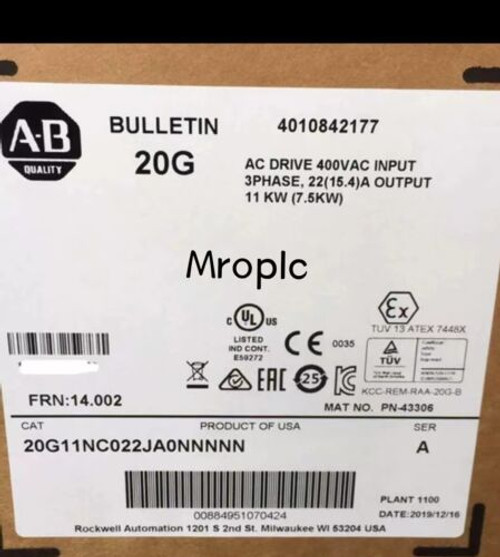 A-B
QUALITY
BULLETIN
20G
4010842177
AC DRIVE 400VAC INPUT
3PHASE, 22(15.4)A OUTPUT
11 KW (7.5KW)
Mroplc
C UL US
LISTED
IND CONT.
E59272
CE 0035
Ex
TUV 13 ATEX 7448X
TÜV
EAC
25
KCC-REM-RAA-20G-B
FRN:14.002
MAT NO. PN-43306
CAT
PRODUCT OF USA
SER
20G11NC022JA0NNNNN
A
00884951070424
PLANT 1100
DATE:2019/12/16
Rockwell Automation 1201 S 2nd St. Milwaukee WI 53204 USA